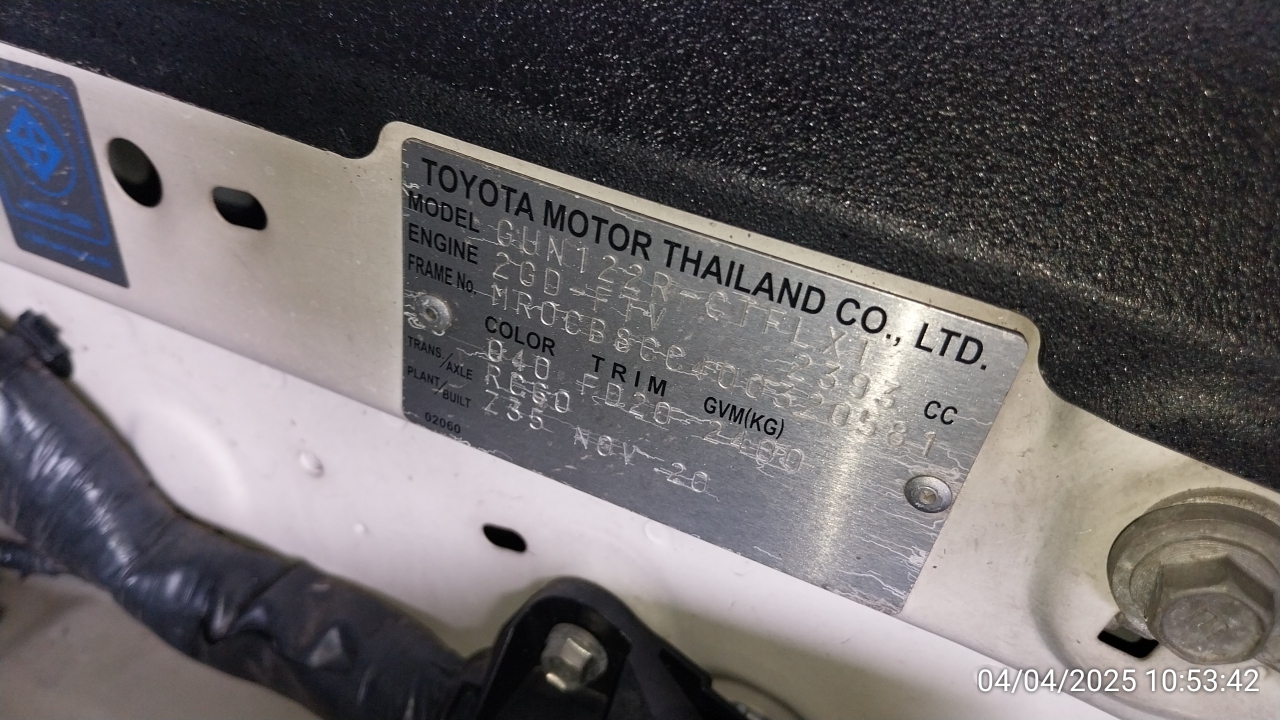 TOYOTA MOTOR THAILAND CO., LTD.
MODEL GUN122R-CTFLXT
ENGINE 2GD-FTV 2393 CC
FRAME No.
COLOR TRIM GVM(KG)
040 FD20 2400
TRANS./AXLE RC60
PLANT/BUILT Z35 NOV 20
02060
04/04/2025 10:53:42